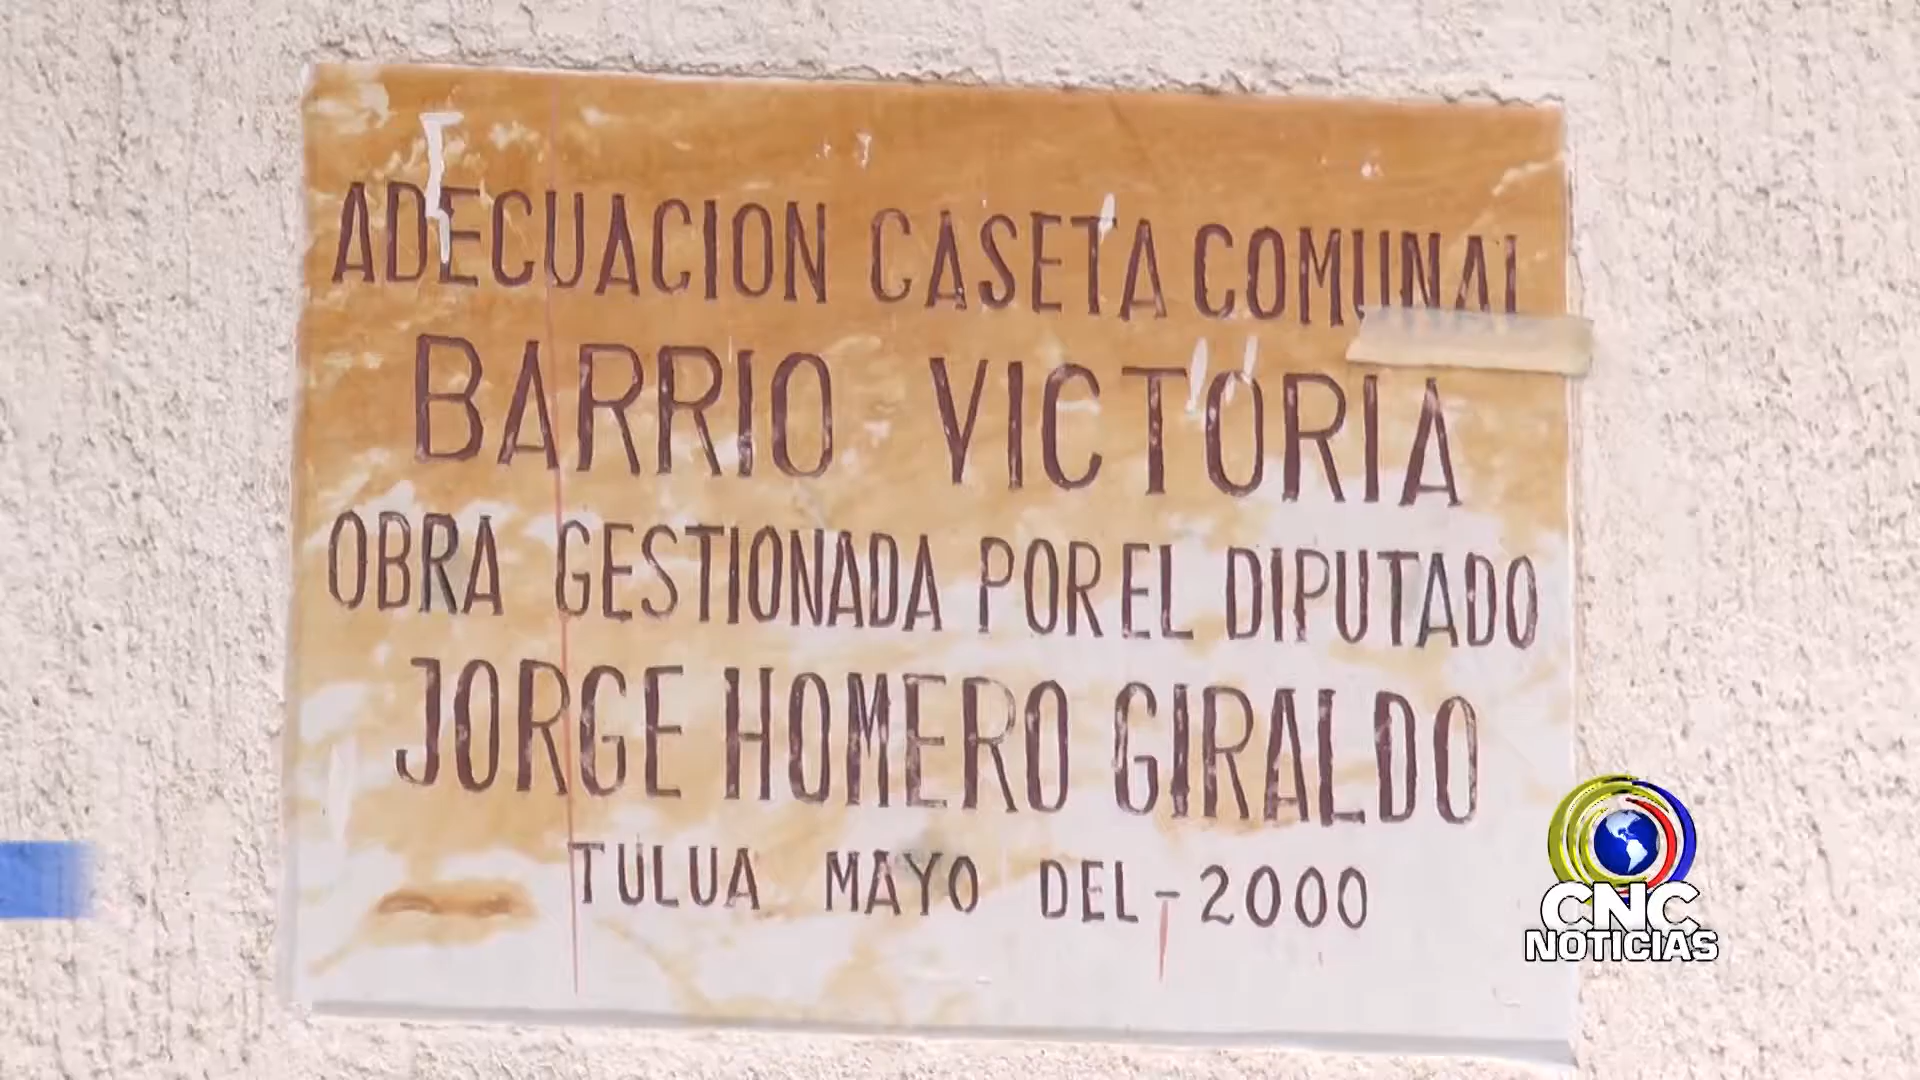 ADECUACION CASETA COMUNAL
BARRIO VICTORIA
OBRA GESTIONADA POR EL DIPUTADO
JORGE HOMERO GIRALDO
TULUA MAYO DEL - 2000
CNC
NOTICIAS